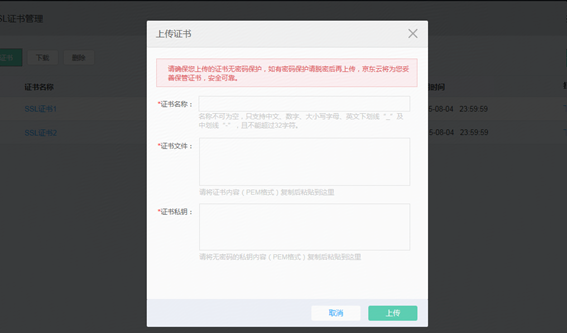 SL证书管理
上传证书
证书
下载
删除
请确保您上传的证书无密码保护，如有密码保护请脱密后再上传，京东云将为您妥
善保管证书，安全可靠。
证书名称
时间
*证书名称：
SSL证书1
5-08-04 23:59:59
名称不可为空，只支持中文、数字、大小写字母、英文下划线“_”及
中划线“-”，且不能超过32字符。
SSL证书2
5-08-04 23:59:59
*证书文件：
请将证书内容（PEM格式）复制后粘贴到这里
*证书私钥：
请将无密码的私钥内容（PEM格式）复制后粘贴到这里
取消
上传